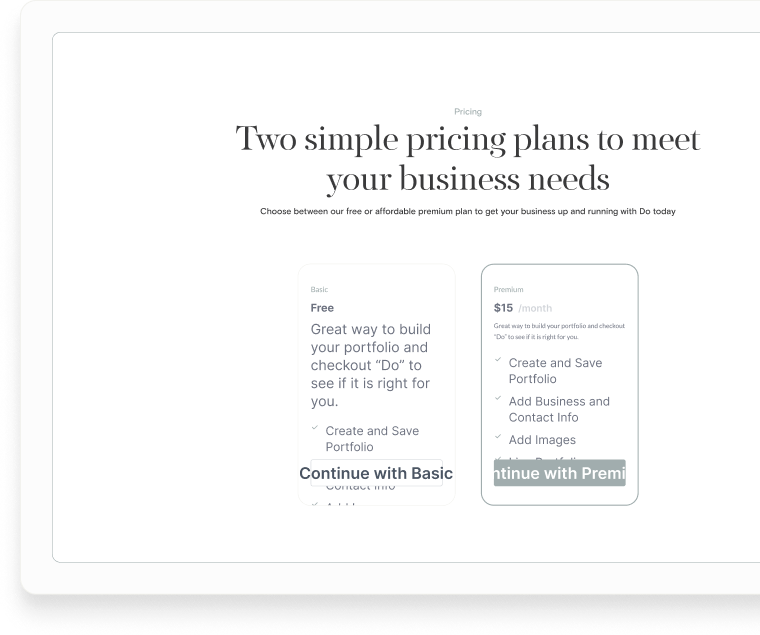 Pricing
Two simple pricing plans to meet
your business needs
Choose between our free or affordable premium plan to get your business up and running with Do today
Basic
Free
Great way to build
your portfolio and
checkout “Do” to
see if it is right for
you.
Create and Save
Portfolio
Continue with Basic
Contact Info
Premium
$15 /month
Great way to build your portfolio and checkout
“Do” to see if it is right for you.
Create and Save
Portfolio
Add Business and
Contact Info
Add Images
ntinue with Premi